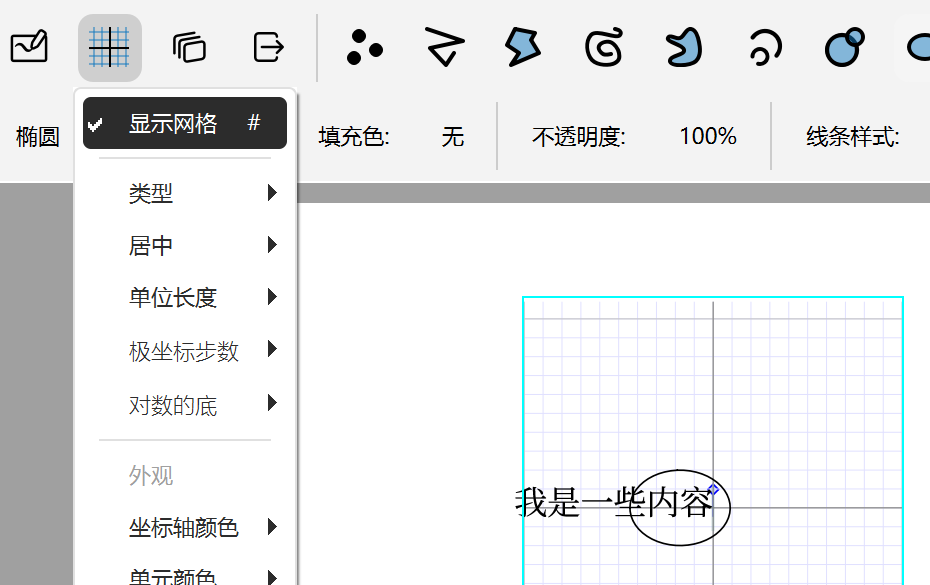 椭圆
填充色: 无
不透明度: 100%
线条样式:
显示网格 #
类型
居中
单位长度
极坐标步数
对数的底
外观
坐标轴颜色
单元颜色
我是一些内容